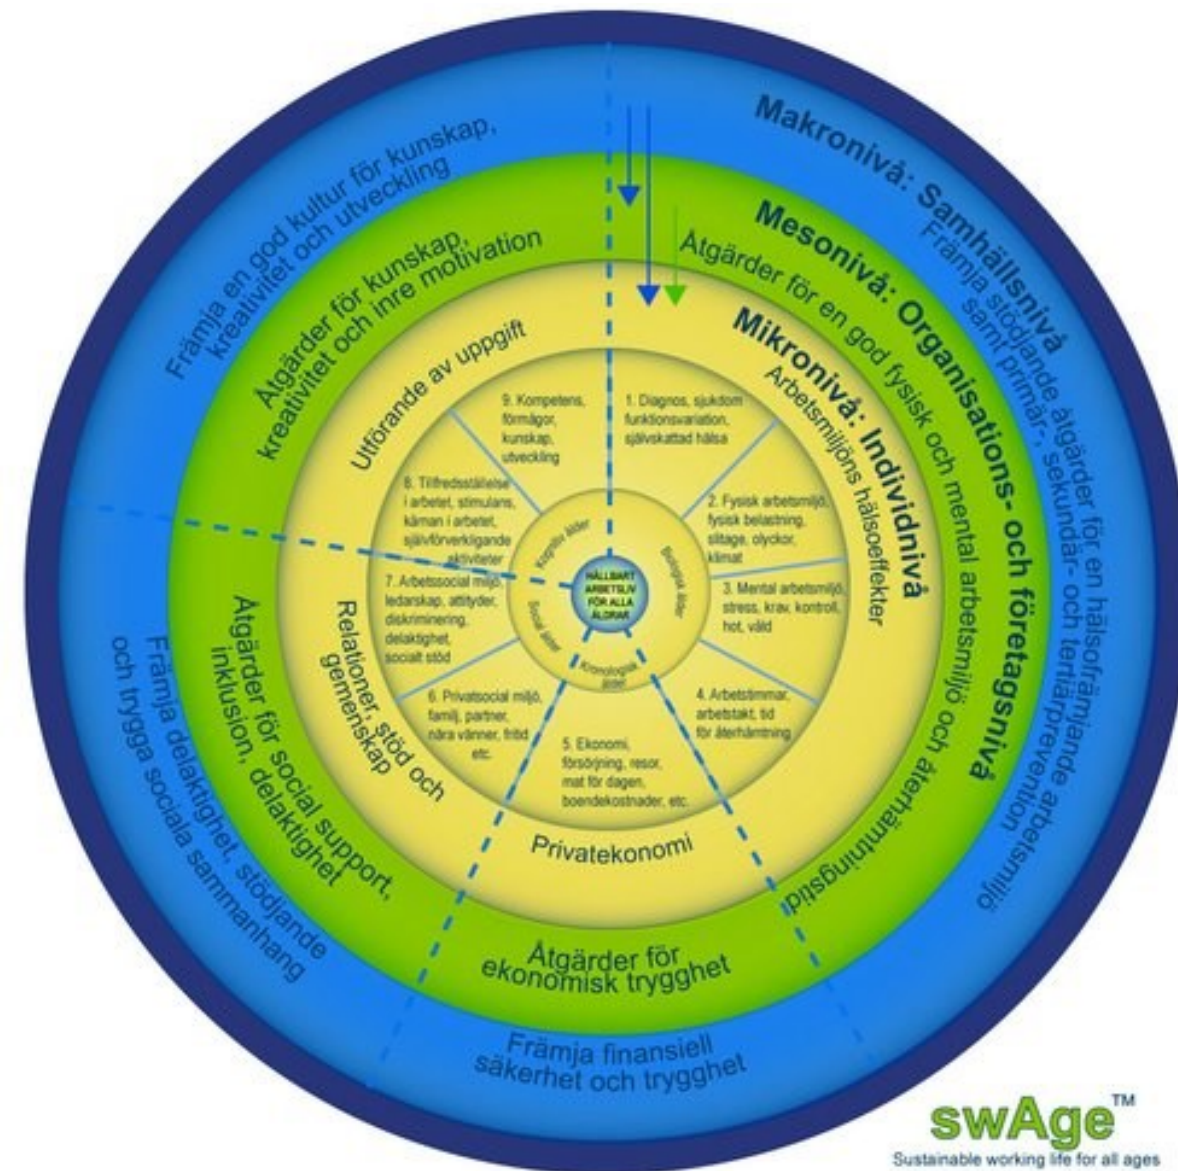 Makronivå: Samhällsnivå
Främja stödjande åtgärder för en hälsofrämjande arbetsmiljö
samt primär-, sekundär- och tertiärprevention
Mesonivå: Organisations- och företagsnivå
Åtgärder för en god fysisk och mental arbetsmiljö och återhämtningstid
Mikronivå: Individnivå
Arbetsmiljöns hälsoeffekter
1. Diagnos, sjukdom
funktionsvariation,
självskattad hälsa
2. Fysisk arbetsmiljö,
fysisk belastning,
slitage, olyckor,
klimat
3. Mental arbetsmiljö,
stress, krav, kontroll,
hot, våld
4. Arbetstimmar,
arbetstakt, tid
för återhämtning
Biologisk ålder
Främja finansiell
säkerhet och trygghet
Åtgärder för
ekonomisk trygghet
Privatekonomi
5. Ekonomi,
försörjning, resor,
mat för dagen,
boendekostnader, etc.
Kronologisk
ålder
Främja delaktighet, stödjande
och trygga sociala sammanhang
Åtgärder för social support,
inklusion, delaktighet
Relationer, stöd och
gemenskap
6. Privatsocial miljö,
familj, partner,
nära vänner, fritid
etc.
7. Arbetssocial miljö,
ledarskap, attityder,
diskriminering,
delaktighet,
socialt stöd
Social ålder
Främja en god kultur för kunskap,
kreativitet och utveckling
Åtgärder för kunskap,
kreativitet och inre motivation
Utförande av uppgift
8. Tillfredsställelse
i arbetet, stimulans,
kärnan i arbetet,
självförverkligande
aktiviteter
9. Kompetens,
förmågor,
kunskap,
utveckling
Kognitiv ålder
HÅLLBART
ARBETSLIV
FÖR ALLA
ÅLDRAR
swAge™
Sustainable working life for all ages